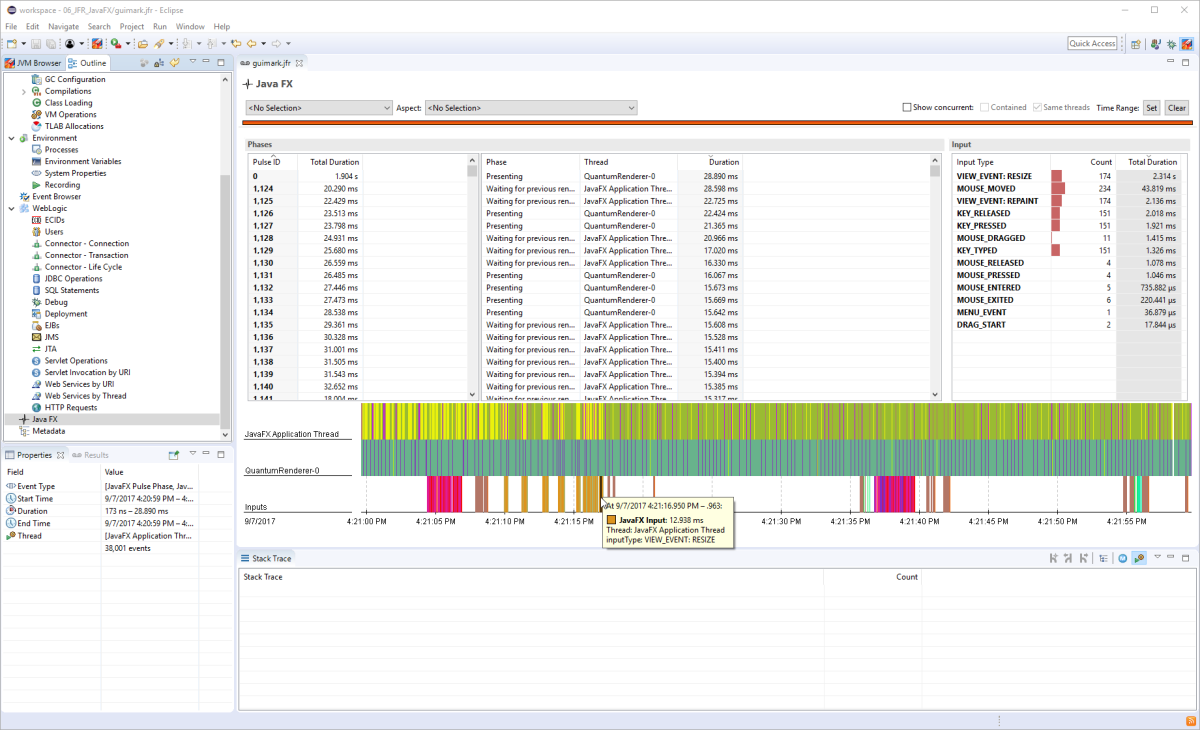 workspace - 06_JFR_JavaFX/guimark.jfr - Eclipse
File Edit Navigate Search Project Run Window Help
Quick Access
JVM Browser Outline
GC Configuration
Compilations
Class Loading
VM Operations
TLAB Allocations
Environment
Processes
Environment Variables
System Properties
Recording
Event Browser
WebLogic
ECIDs
Users
Connector - Connection
Connector - Transaction
Connector - Life Cycle
JDBC Operations
SQL Statements
Debug
Deployment
EJBs
JMS
JTA
Servlet Operations
Servlet Invocation by URI
Web Services by URI
Web Services by Thread
HTTP Requests
Java FX
Metadata
Properties Results
Field Value
Event Type [JavaFX Pulse Phase, Jav...
Start Time 9/7/2017 4:20:59 PM – 4:...
Duration 173 ns – 28.890 ms
End Time 9/7/2017 4:20:59 PM – 4:...
Thread [JavaFX Application Thr...
38,001 events
guimark.jfr
Java FX
<No Selection> Aspect: <No Selection> Show concurrent: Contained Same threads Time Range: Set Clear
Phases
Pulse ID Total Duration
0 1.904 s
1,124 20.290 ms
1,125 22.429 ms
1,126 23.513 ms
1,127 23.798 ms
1,128 24.931 ms
1,129 25.680 ms
1,130 26.559 ms
1,131 26.485 ms
1,132 27.446 ms
1,133 27.473 ms
1,134 28.538 ms
1,135 29.361 ms
1,136 30.328 ms
1,137 31.001 ms
1,138 31.505 ms
1,139 31.543 ms
1,140 32.652 ms
1,141 18.004 ms
Phase Thread Duration
Presenting QuantumRenderer-0 28.890 ms
Waiting for previous ren... JavaFX Application Thre... 28.598 ms
Waiting for previous ren... JavaFX Application Thre... 22.725 ms
Presenting QuantumRenderer-0 22.424 ms
Presenting QuantumRenderer-0 21.365 ms
Waiting for previous ren... JavaFX Application Thre... 20.966 ms
Waiting for previous ren... JavaFX Application Thre... 17.020 ms
Waiting for previous ren... JavaFX Application Thre... 16.330 ms
Presenting QuantumRenderer-0 16.067 ms
Presenting QuantumRenderer-0 15.673 ms
Presenting QuantumRenderer-0 15.669 ms
Presenting QuantumRenderer-0 15.642 ms
Waiting for previous ren... JavaFX Application Thre... 15.608 ms
Waiting for previous ren... JavaFX Application Thre... 15.528 ms
Waiting for previous ren... JavaFX Application Thre... 15.411 ms
Waiting for previous ren... JavaFX Application Thre... 15.400 ms
Waiting for previous ren... JavaFX Application Thre... 15.394 ms
Waiting for previous ren... JavaFX Application Thre... 15.385 ms
Waiting for previous ren... JavaFX Application Thre... 15.317 ms
Input
Input Type Count Total Duration
VIEW_EVENT: RESIZE 174 2.314 s
MOUSE_MOVED 234 43.819 ms
VIEW_EVENT: REPAINT 174 2.136 ms
KEY_RELEASED 151 2.018 ms
KEY_PRESSED 151 1.921 ms
MOUSE_DRAGGED 11 1.415 ms
KEY_TYPED 151 1.326 ms
MOUSE_RELEASED 4 1.078 ms
MOUSE_PRESSED 4 1.046 ms
MOUSE_ENTERED 5 735.882 µs
MOUSE_EXITED 6 220.441 µs
MENU_EVENT 1 36.879 µs
DRAG_START 2 17.844 µs
JavaFX Application Thread
QuantumRenderer-0
Inputs
9/7/2017 4:21:00 PM 4:21:05 PM 4:21:10 PM 4:21:15 PM 4:21:30 PM 4:21:35 PM 4:21:40 PM 4:21:45 PM 4:21:50 PM 4:21:55 PM
At 9/7/2017 4:21:16.950 PM – .963:
JavaFX Input: 12.938 ms
Thread: JavaFX Application Thread
inputType: VIEW_EVENT: RESIZE
Stack Trace
Stack Trace Count